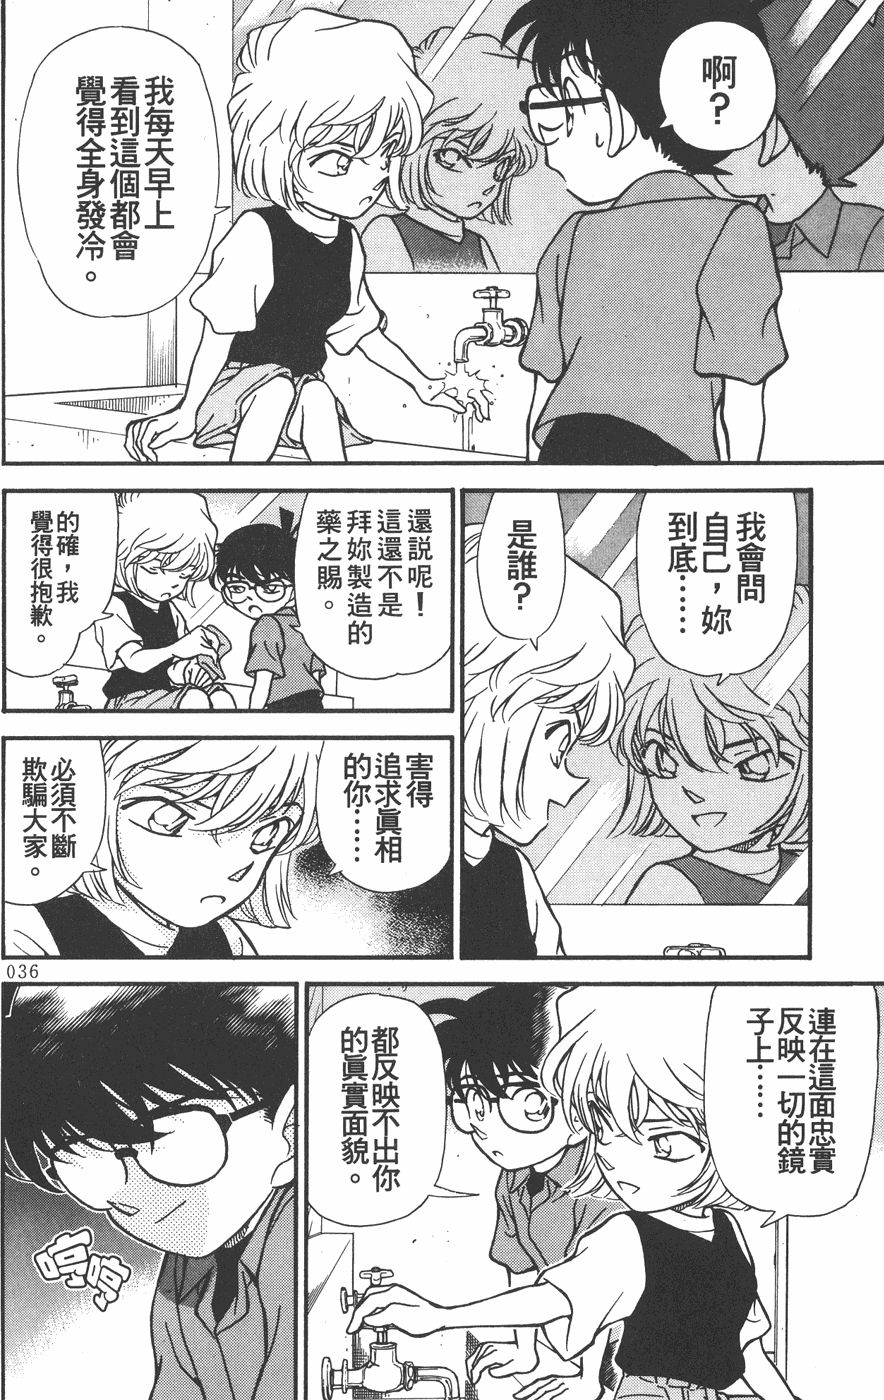 啊？
我每天早上
看到這個都會
覺得全身發冷。
我會問
自己，妳
到底……
是誰？
還說呢！
這還不是
拜妳製造的
藥之賜。
的確，我
覺得很抱歉。
害得
追求眞相
的你……
必須不斷
欺騙大家。
036
連在這面忠實
反映一切的鏡
子上……
都反映不出你
的眞實面貌。
哼哼